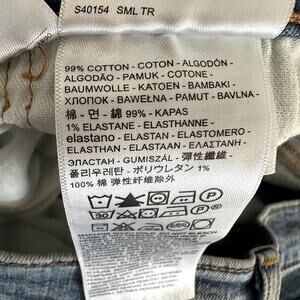 S40154 SML TR
99% COTTON - COTON - ALGODÓN
ALGODÃO - PAMUK - COTONE
BAUMWOLLE - KATOEN - BAMBAKI
ХЛОПОК - BAWEŁNA - PAMUT - BAVLNA -
棉 - 면 - 綿 99% - KAPAS
1% ELASTANE - ELASTHANNE -
elastano - ELASTAN - ELASTOMERO -
ELASTHAN - ELASTAAN - ΕΛΑΣΤΑΝΗ -
ЭЛАСТАН - GUMISZÁL - 彈性纖維 -
폴리우레탄 - ポリウレタン 1%
100% 棉 弹性纤维除外
30
BLEACH